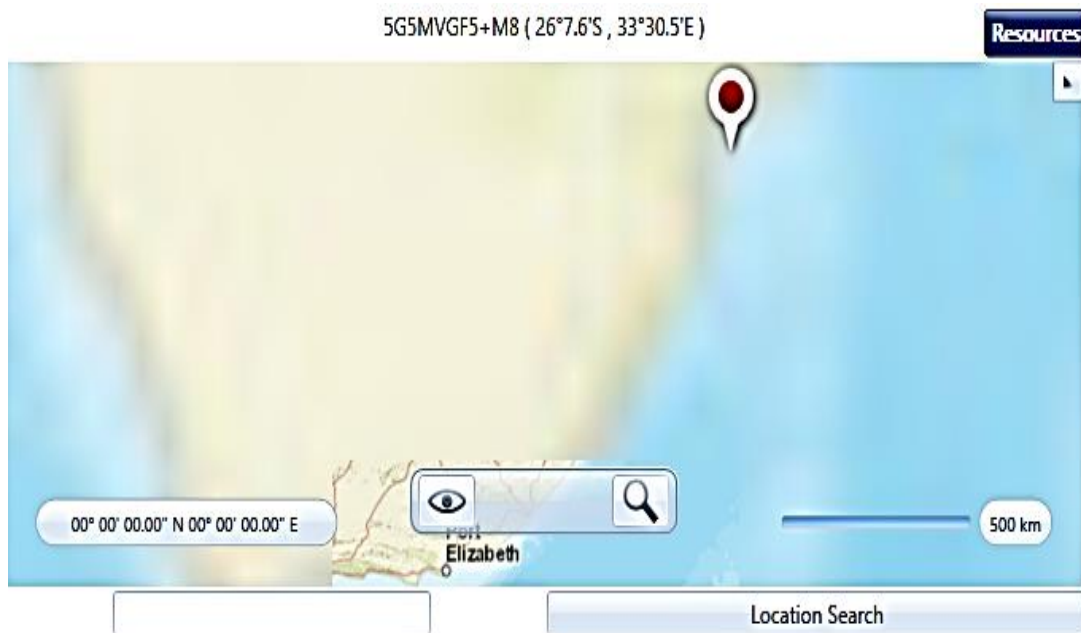 5G5MVGF5+M8 ( 26°7.6'S , 33°30.5'E )
Resources
00° 00' 00.00" N 00° 00' 00.00" E
Port
Elizabeth
500 km
Location Search